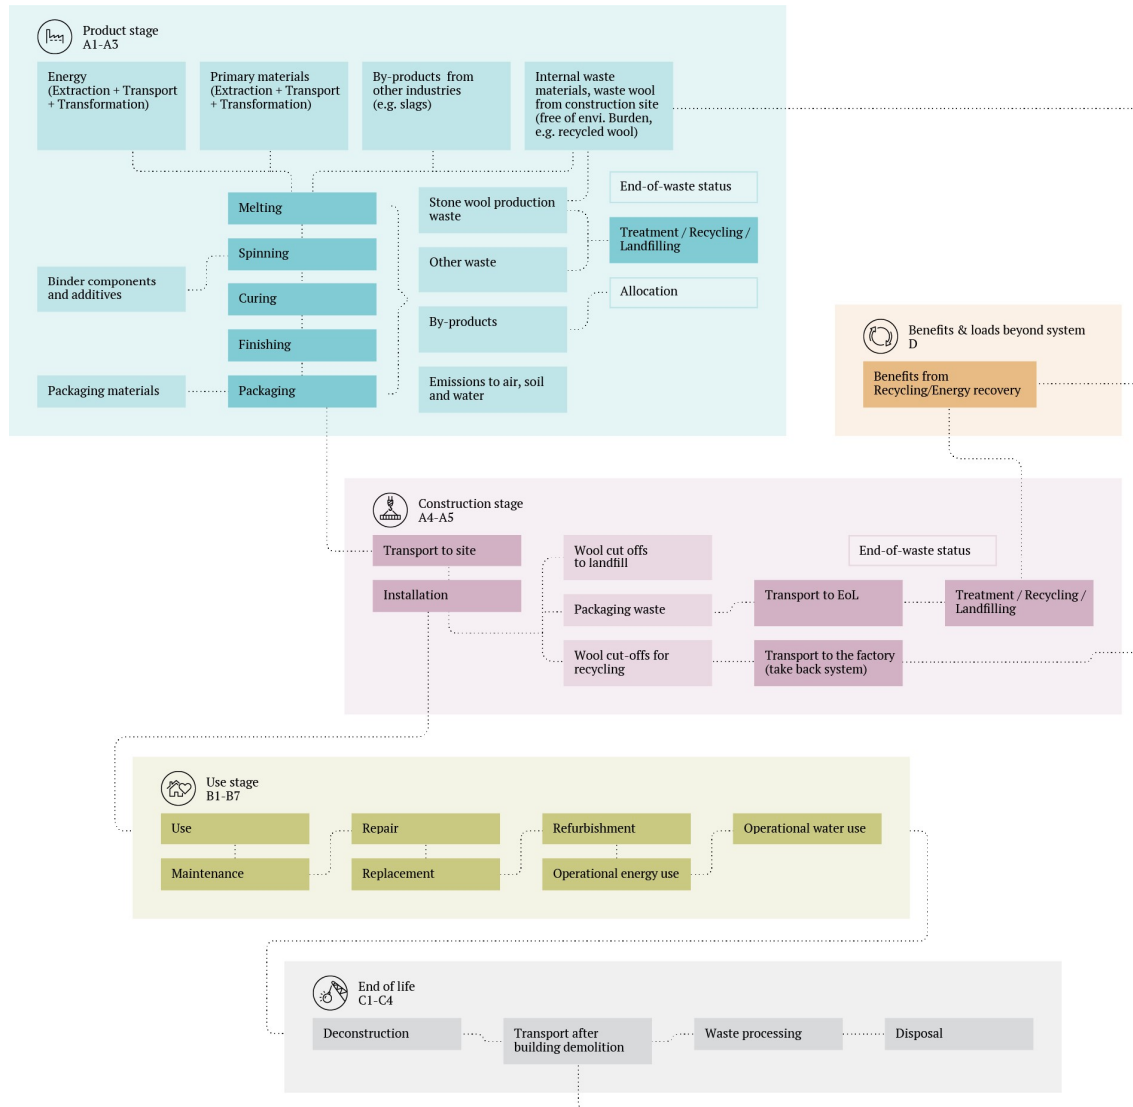 Product stage
A1-A3
Energy
(Extraction + Transport
+ Transformation)
Primary materials
(Extraction + Transport
+ Transformation)
By-products from
other industries
(e.g. slags)
Internal waste
materials, waste wool
from construction site
(free of envi. Burden,
e.g. recycled wool)
Melting
Spinning
Curing
Finishing
Packaging
Binder components
and additives
Packaging materials
Stone wool production
waste
Other waste
By-products
Emissions to air, soil
and water
End-of-waste status
Treatment / Recycling /
Landfilling
Allocation
Benefits & loads beyond system
D
Benefits from
Recycling/Energy recovery
Construction stage
A4-A5
Transport to site
Installation
Wool cut offs
to landfill
Packaging waste
Wool cut-offs for
recycling
End-of-waste status
Transport to EoL
Treatment / Recycling /
Landfilling
Transport to the factory
(take back system)
Use stage
B1-B7
Use
Maintenance
Repair
Replacement
Refurbishment
Operational energy use
Operational water use
End of life
C1-C4
Deconstruction
Transport after
building demolition
Waste processing
Disposal